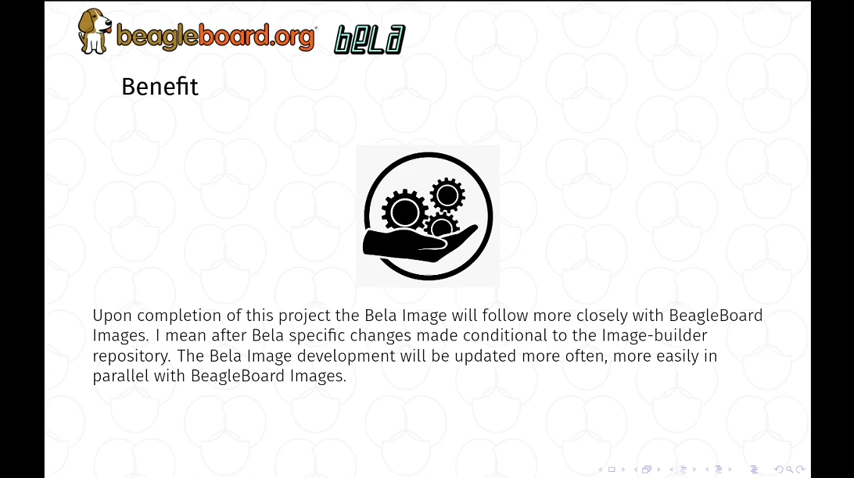 beagleboard.org bela
Benefit
Upon completion of this project the Bela Image will follow more closely with BeagleBoard
Images. I mean after Bela specific changes made conditional to the Image-builder
repository. The Bela Image development will be updated more often, more easily in
parallel with BeagleBoard Images.